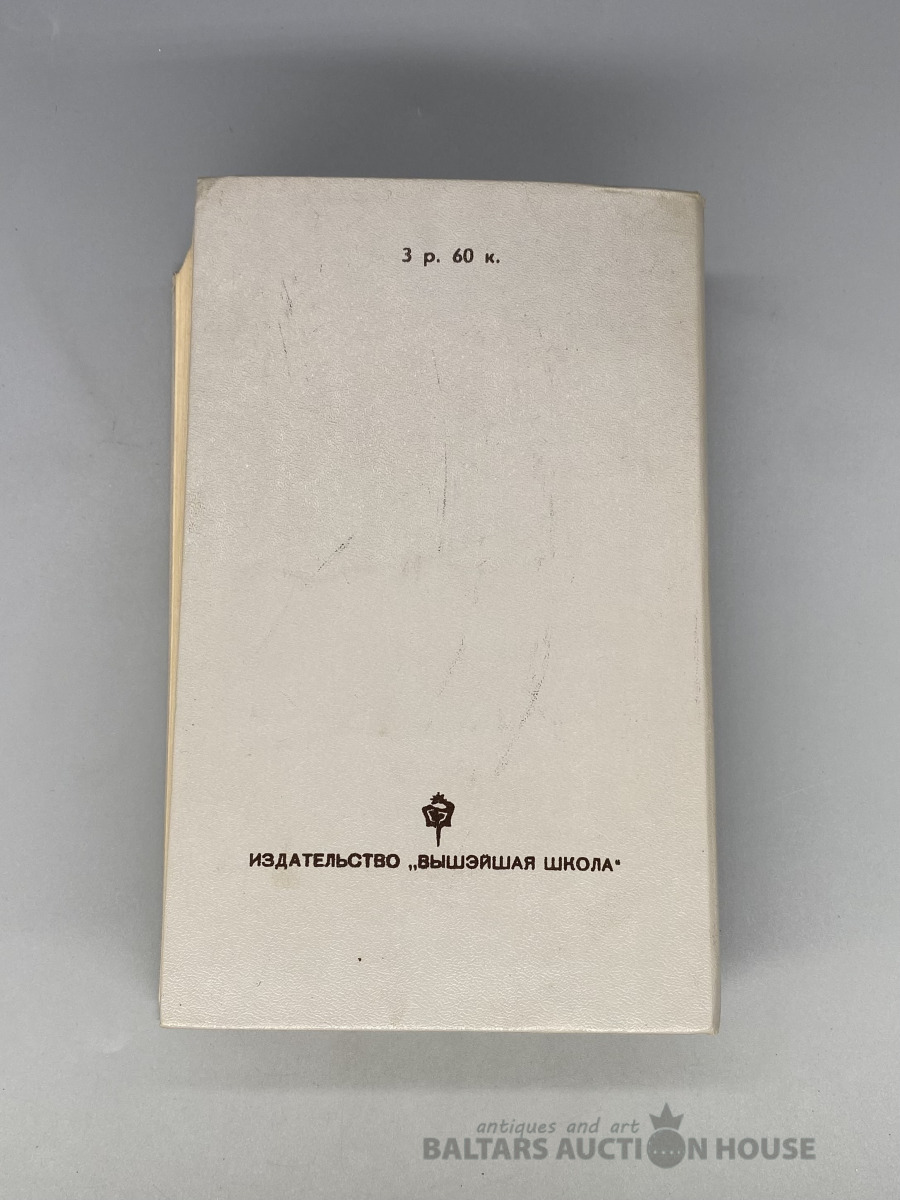 3 р. 60 к.
ИЗДАТЕЛЬСТВО „ВЫШЭЙШАЯ ШКОЛА“
antiques and art
BALTARS AUCTION HOUSE